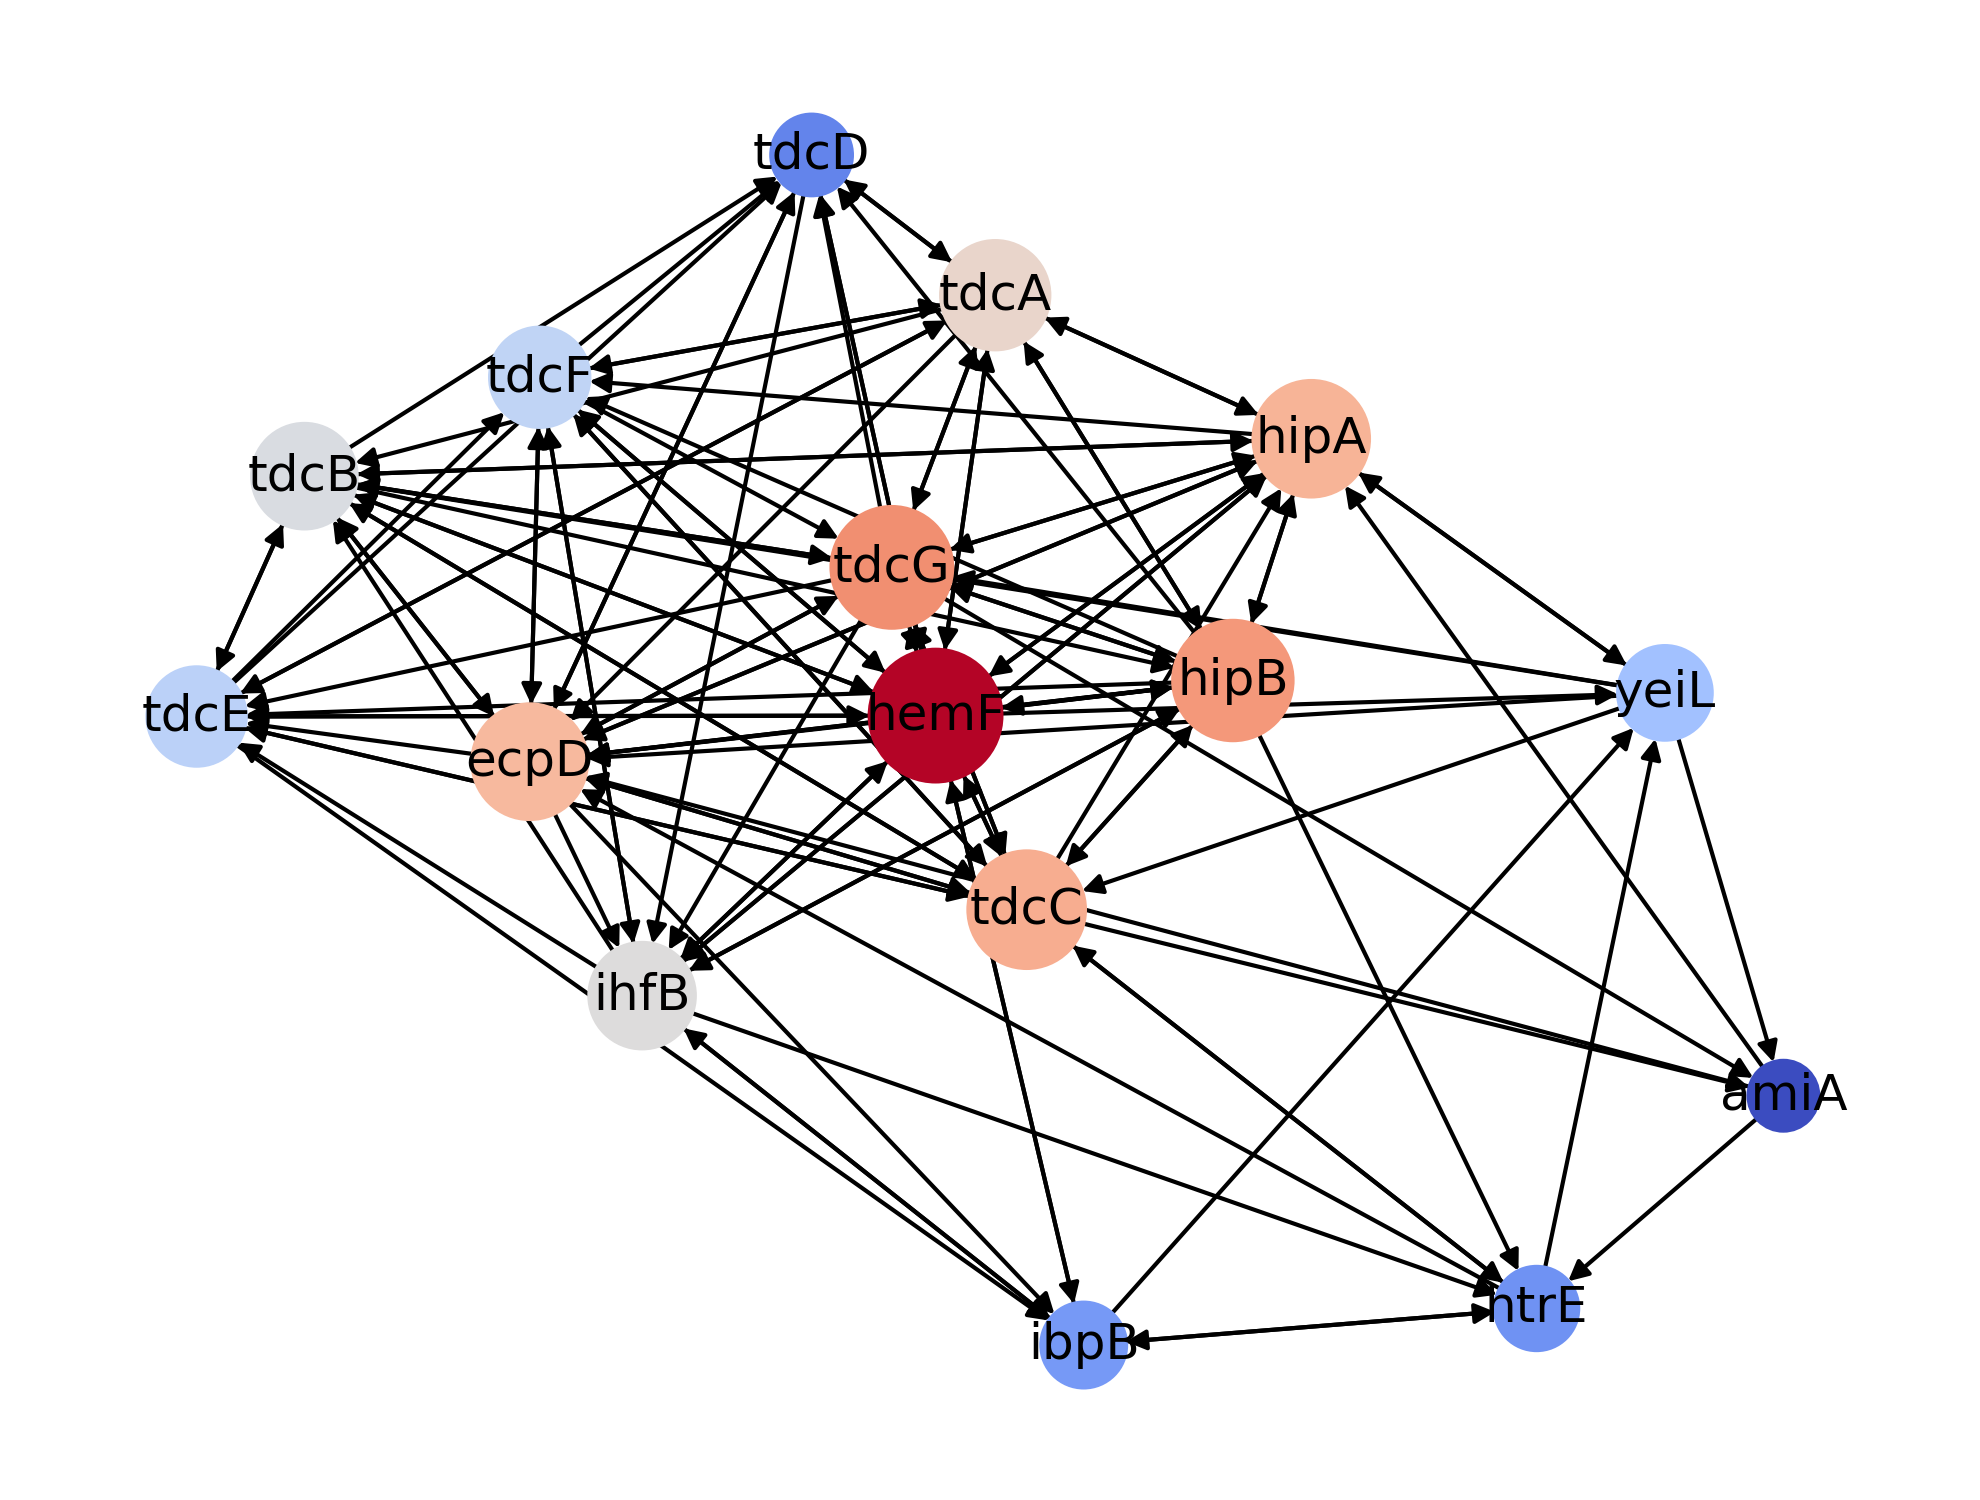 tdcD
tdcA
tdcF
hipA
tdcB
tdcG
hipB
yeiL
tdcE
hemF
ecpD
tdcC
ihfB
amiA
htrE
ibpB